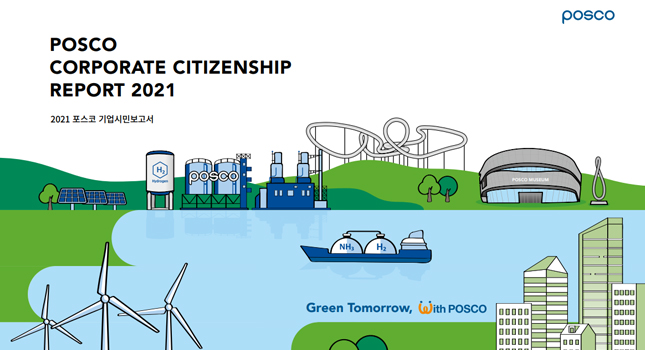 posco
POSCO
CORPORATE CITIZENSHIP
REPORT 2021
2021 포스코 기업시민보고서
H₂
Hydrogen
posco
POSCO MUSEUM
NH₃ H₂
Green Tomorrow, With POSCO